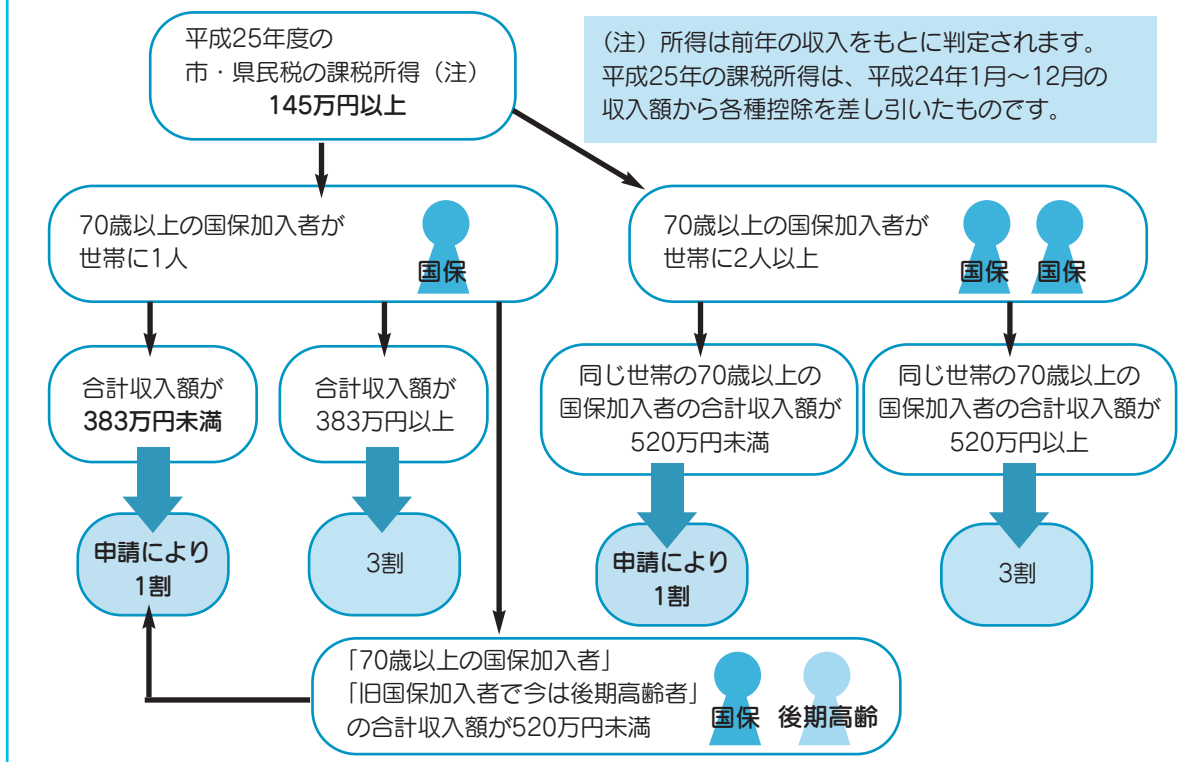 平成25年度の
市・県民税の課税所得（注）
145万円以上
（注）所得は前年の収入をもとに判定されます。
平成25年の課税所得は、平成24年1月～12月の
収入額から各種控除を差し引いたものです。
70歳以上の国保加入者が
世帯に1人
国保
70歳以上の国保加入者が
世帯に2人以上
国保 国保
合計収入額が
383万円未満
合計収入額が
383万円以上
同じ世帯の70歳以上の
国保加入者の合計収入額が
520万円未満
同じ世帯の70歳以上の
国保加入者の合計収入額が
520万円以上
申請により
1割
3割
申請により
1割
3割
「70歳以上の国保加入者」
「旧国保加入者で今は後期高齢者」
の合計収入額が520万円未満
国保 後期高齢